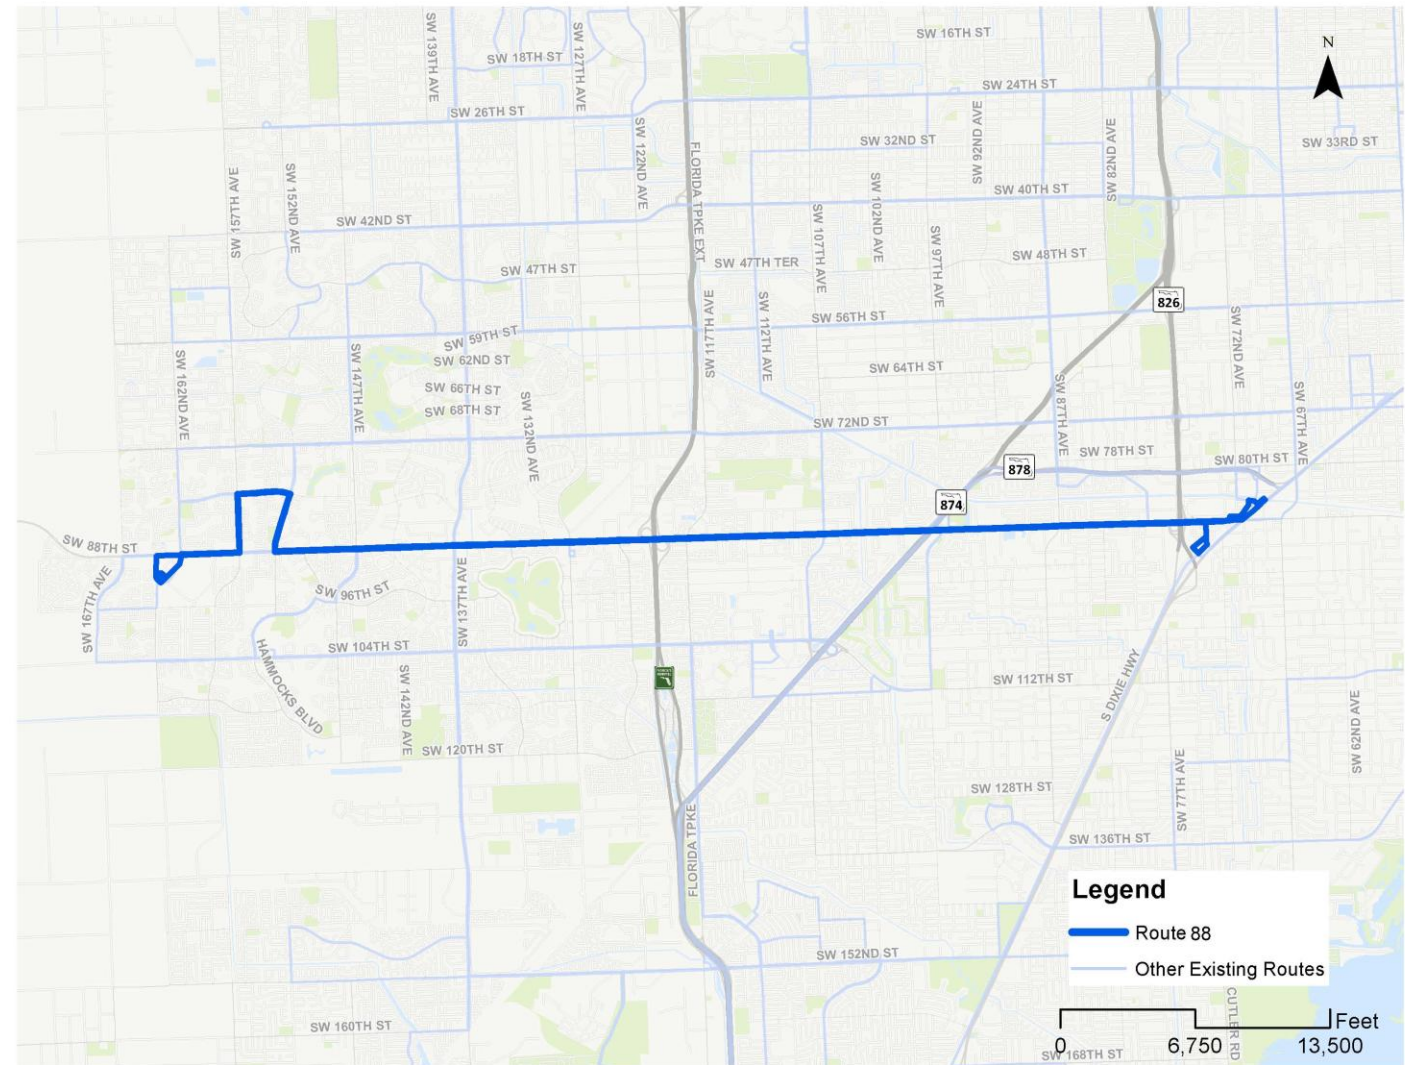 SW 16TH ST
N
SW 139TH AVE
SW 18TH ST
SW 127TH AVE
SW 24TH ST
SW 26TH ST
SW 122ND AVE
SW 32ND ST
SW 92ND AVE
SW 82ND AVE
SW 33RD ST
FLORIDA TPKE EXT
SW 157TH AVE
SW 152ND AVE
SW 42ND ST
SW 40TH ST
SW 102ND AVE
SW 107TH AVE
SW 97TH AVE
SW 47TH ST
SW 47TH TER
SW 48TH ST
826
SW 117TH AVE
SW 112TH AVE
SW 56TH ST
SW 72ND AVE
SW 59TH ST
SW 62ND ST
SW 64TH ST
SW 162ND AVE
SW 147TH AVE
SW 66TH ST
SW 68TH ST
SW 132ND AVE
SW 87TH AVE
SW 67TH AVE
SW 72ND ST
SW 78TH ST
SW 80TH ST
878
874
SW 88TH ST
SW 167TH AVE
SW 96TH ST
SW 137TH AVE
SW 104TH ST
HAMMOCKS BLVD
SW 142ND AVE
SW 112TH ST
S DIXIE HWY
SW 62ND AVE
SW 120TH ST
SW 77TH AVE
SW 128TH ST
SW 136TH ST
FLORIDA TPKE
Legend
Route 88
Other Existing Routes
SW 152ND ST
CUTLER RD
SW 160TH ST
SW 168TH ST
Feet
0 6,750 13,500